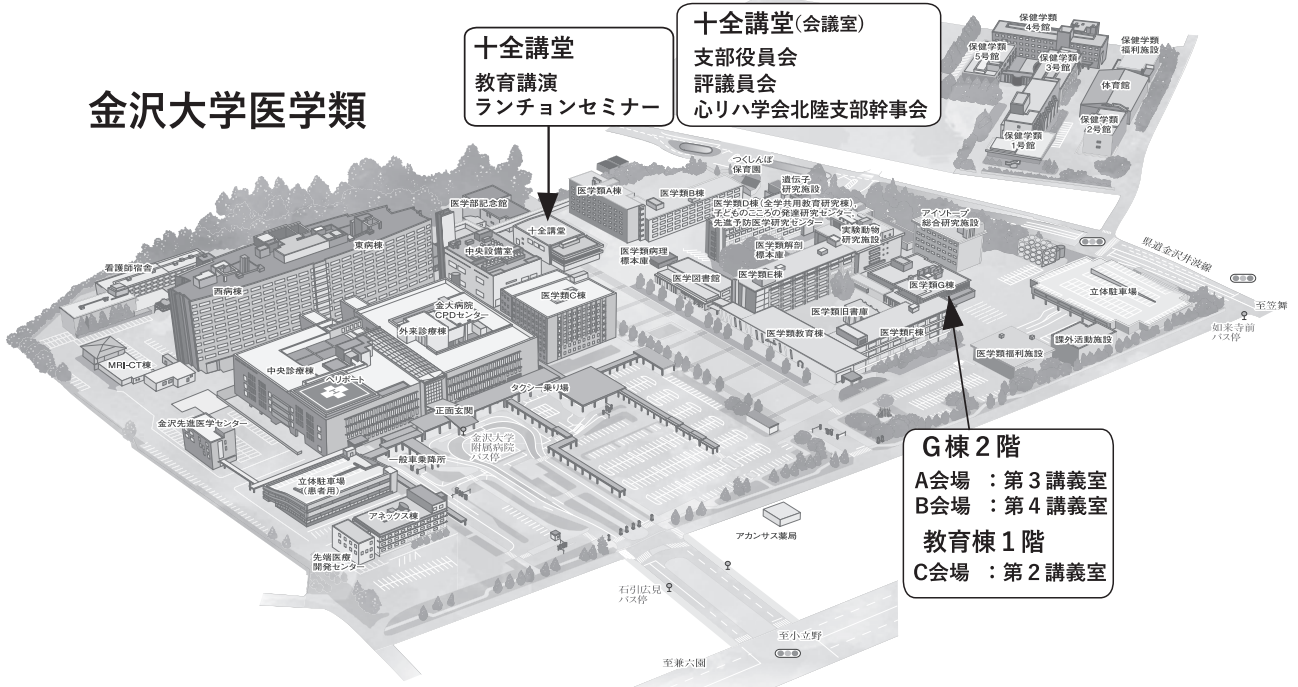 金沢大学医学類
十全講堂
教育講演
ランチョンセミナー
十全講堂(会議室)
支部役員会
評議員会
心リハ学会北陸支部幹事会
保健学類
4号館
保健学類
5号館
保健学類
3号館
保健学類
福利施設
体育館
保健学類
2号館
保健学類
1号館
つくしんぼ
保育園
遺伝子
研究施設
医学類A棟
医学類B棟
医学類D棟(全学共用教育研究棟)、
子どものこころの発達研究センター、
先進予防医学研究センター
医学部記念館
十全講堂
中央設備室
医学類病理
標本庫
医学類解剖
標本庫
実験動物
研究施設
アイソトープ
総合研究施設
県道金沢井波線
至笠舞
如来寺前
バス停
立体駐車場
東病棟
西病棟
看護師宿舎
医学図書館
医学類E棟
医学類G棟
医学類C棟
金大病院
CPDセンター
外来診療棟
医学類旧書庫
医学類教育棟
医学類F棟
医学類福利施設
課外活動施設
MRI-CT棟
中央診療棟
ヘリポート
タクシー乗り場
正面玄関
金沢先進医学センター
金沢大学
附属病院
バス停
一般車乗降所
立体駐車場
(患者用)
アネックス棟
先端医療
開発センター
アカンサス薬局
石引広見
バス停
至小立野
至兼六園
G棟2階
A会場 :第3講義室
B会場 :第4講義室
教育棟1階
C会場 :第2講義室